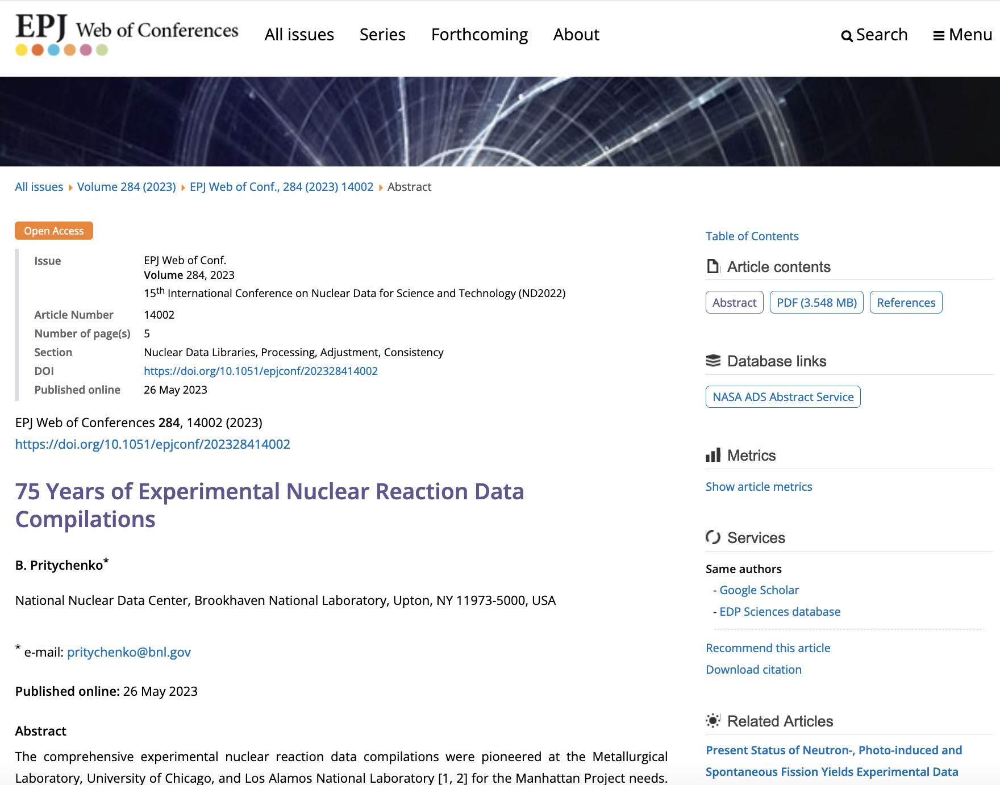 EPJ Web of Conferences
All issues Series Forthcoming About
Search Menu
All issues Volume 284 (2023) EPJ Web of Conf., 284 (2023) 14002 Abstract
Open Access
Issue EPJ Web of Conf.
Volume 284, 2023
15th International Conference on Nuclear Data for Science and Technology (ND2022)
Article Number 14002
Number of page(s) 5
Section Nuclear Data Libraries, Processing, Adjustment, Consistency
DOI https://doi.org/10.1051/epjconf/202328414002
Published online 26 May 2023
EPJ Web of Conferences 284, 14002 (2023)
https://doi.org/10.1051/epjconf/202328414002
75 Years of Experimental Nuclear Reaction Data
Compilations
B. Pritychenko*
National Nuclear Data Center, Brookhaven National Laboratory, Upton, NY 11973-5000, USA
* e-mail: pritychenko@bnl.gov
Published online: 26 May 2023
Abstract
The comprehensive experimental nuclear reaction data compilations were pioneered at the Metallurgical
Laboratory, University of Chicago, and Los Alamos National Laboratory [1, 2] for the Manhattan Project needs.
Table of Contents
Article contents
Abstract PDF (3.548 MB) References
Database links
NASA ADS Abstract Service
Metrics
Show article metrics
Services
Same authors
- Google Scholar
- EDP Sciences database
Recommend this article
Download citation
Related Articles
Present Status of Neutron-, Photo-induced and
Spontaneous Fission Yields Experimental Data